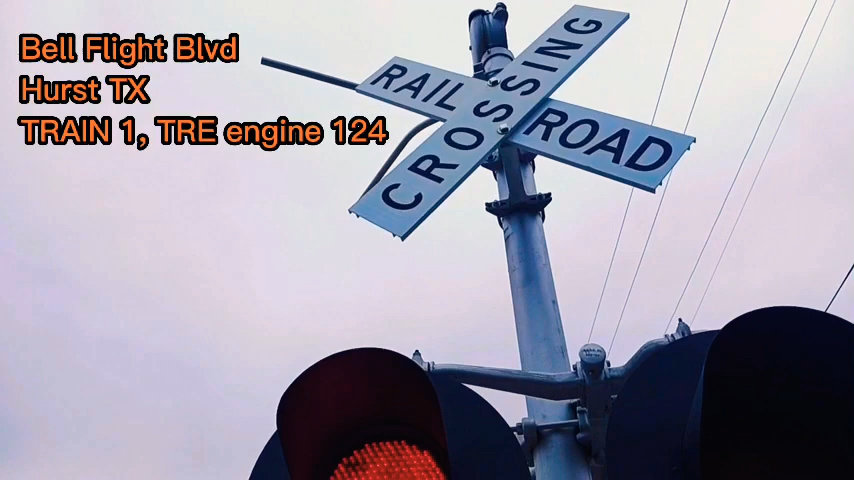 Bell Flight Blvd
Hurst TX
TRAIN 1, TRE engine 124
RAIL ROAD
CROSSING